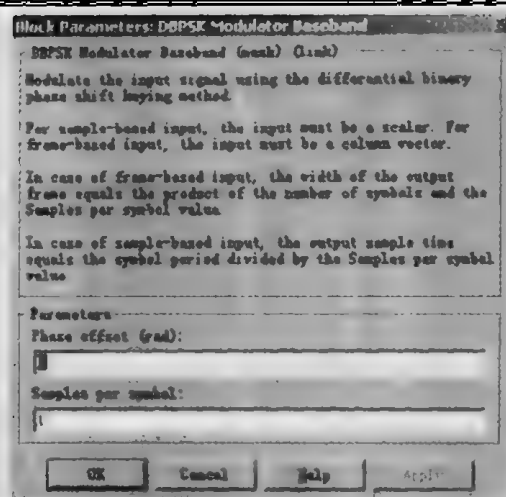 Block Parameters: DBPSK Modulator Baseband
DBPSK Modulator Baseband (mask) (link)
Modulate the input signal using the differential binary
phase shift keying method.
For sample-based input, the input must be a scalar. For
frame-based input, the input must be a column vector.
In case of frame-based input, the width of the output
frame equals the product of the number of symbols and the
Samples per symbol value.
In case of sample-based input, the output sample time
equals the symbol period divided by the Samples per symbol
value
Parameters
Phase offset (rad):
Samples per symbol:
1
OK
Cancel
Help
Apply